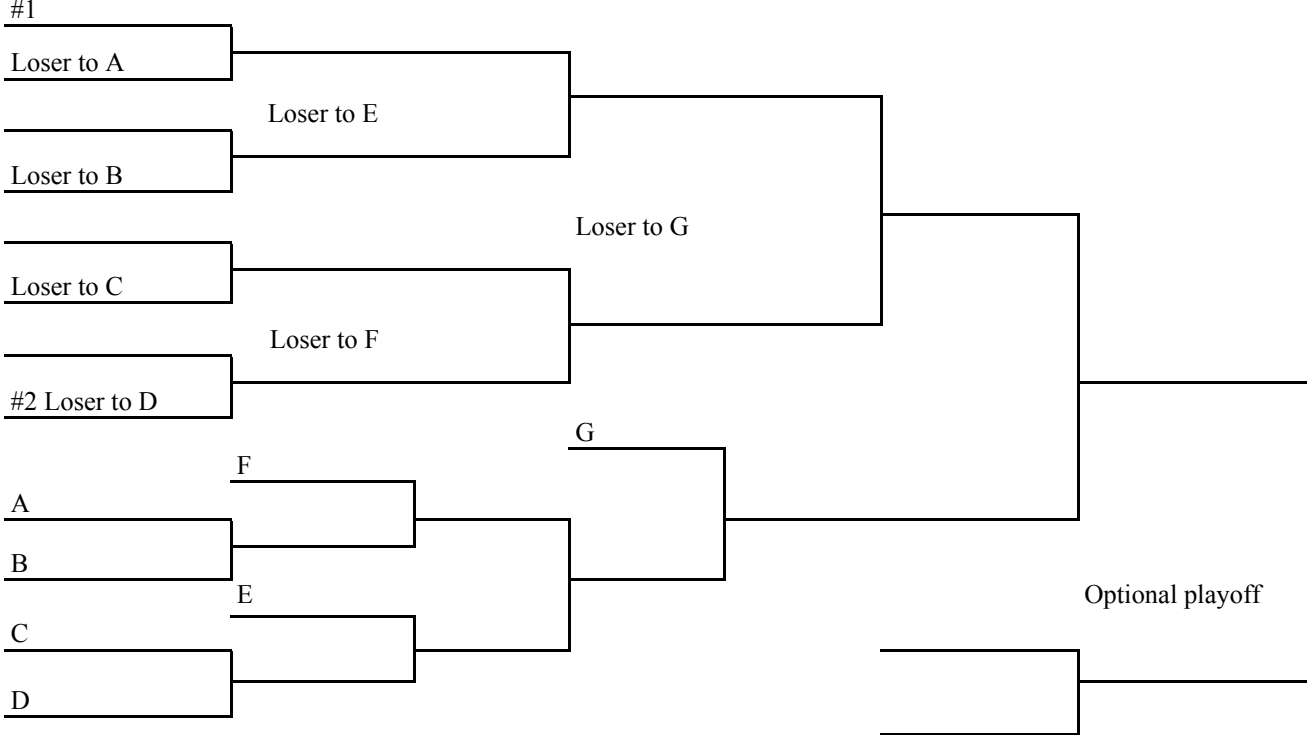 #1
Loser to A
Loser to E
Loser to B
Loser to G
Loser to C
Loser to F
#2 Loser to D
G
F
A
B
E
Optional playoff
C
D